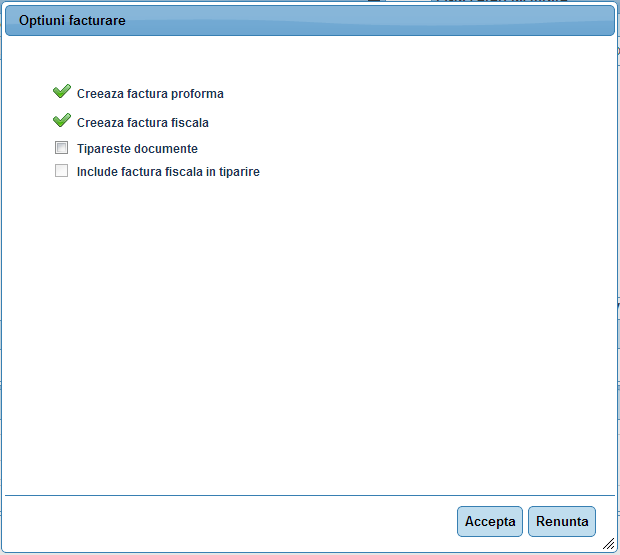 Optiuni facturare
Creeaza factura proforma
Creeaza factura fiscala
Tipareste documente
Include factura fiscala in tiparire
Accepta Renunta